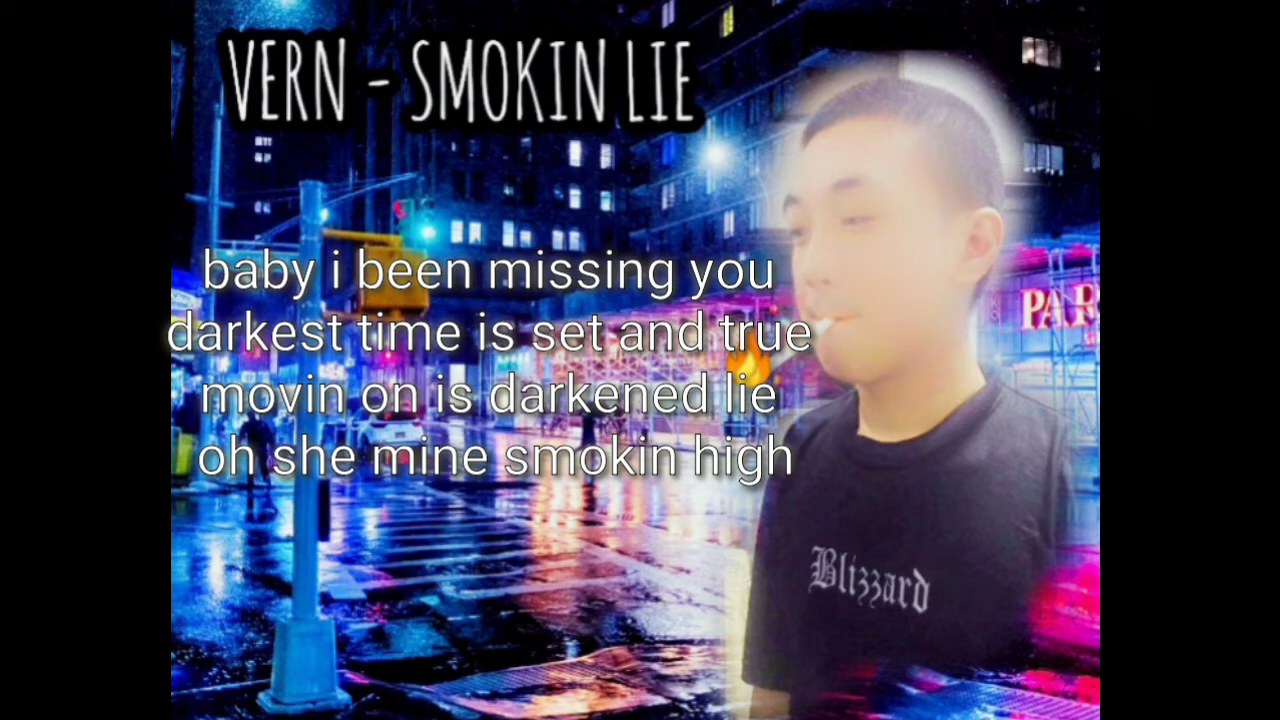 VERN - SMOKIN LIE
baby i been missing you
darkest time is set and true
movin on is darkened lie
oh she mine smokin high
Blizzard